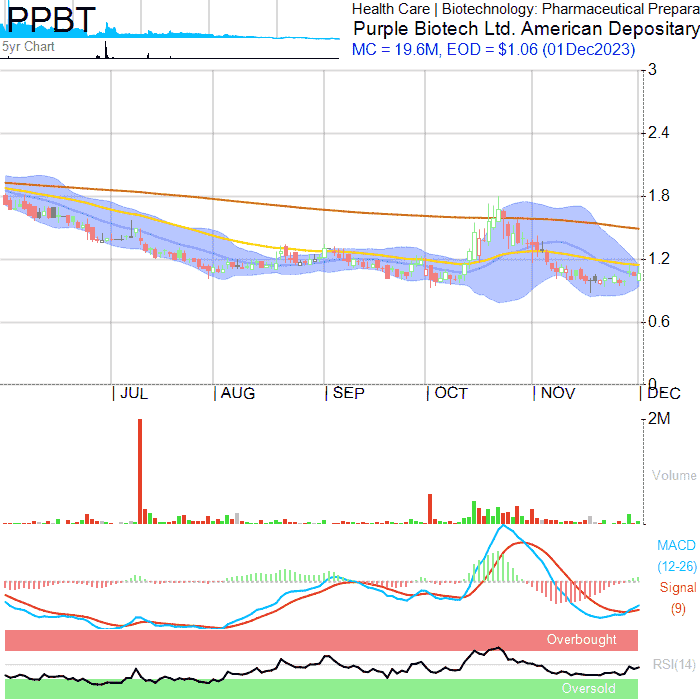 PPBT
5yr Chart
Health Care | Biotechnology: Pharmaceutical Prepara
Purple Biotech Ltd. American Depositary
MC = 19.6M, EOD = $1.06 (01Dec2023)
3
2.4
1.8
1.2
0.6
0
JUL AUG SEP OCT NOV DEC
2M
Volume
MACD
(12-26)
Signal
(9)
Overbought
RSI(14)
Oversold